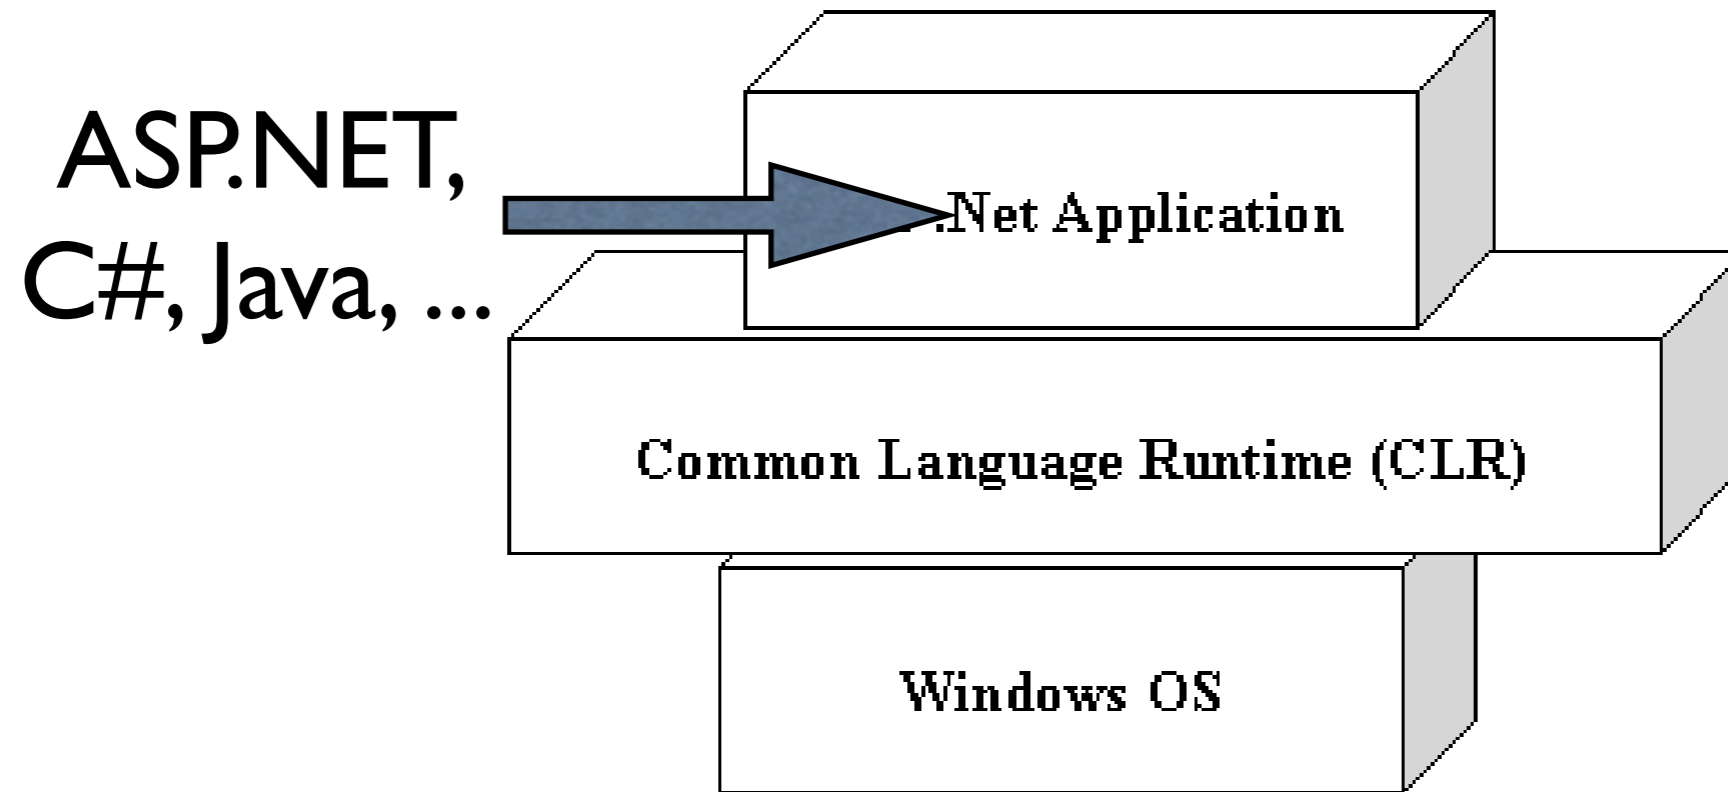 ASP.NET,
C#, Java, ...
.Net Application
Common Language Runtime (CLR)
Windows OS